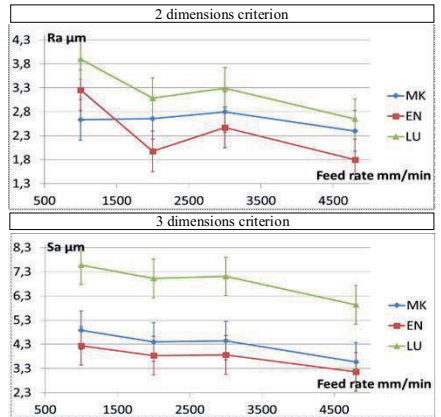 2 dimensions criterion
Ra µm
4,3
3,8
3,3
2,8
2,3
1,8
1,3
MK
EN
LU
Feed rate mm/min
500
1500
2500
3500
4500
3 dimensions criterion
Sa µm
8,3
7,3
6,3
5,3
4,3
3,3
2,3
MK
EN
LU
Feed rate mm/min
500
1500
2500
3500
4500